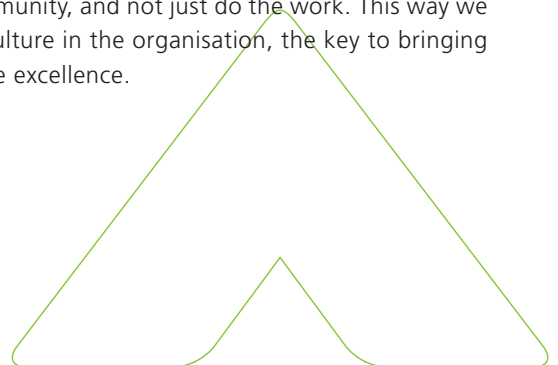 munity, and not just do the work. This way we
ulture in the organisation, the key to bringing
e excellence.